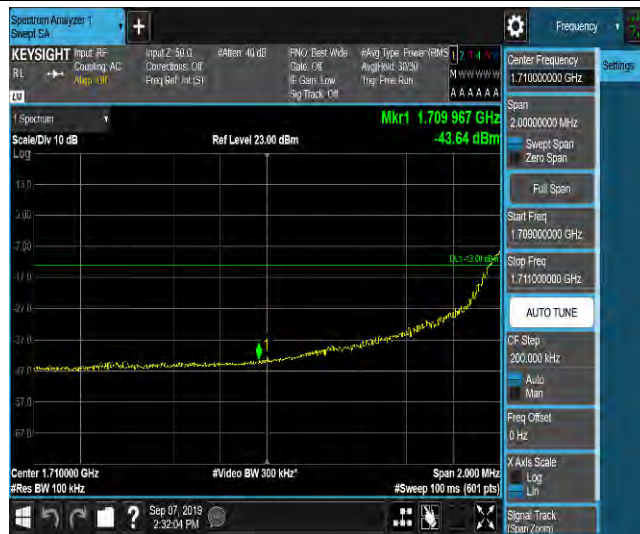 Spectrum Analyzer 1
Swept SA
+
Frequency
KEYSIGHT
RL
Input: RF
Coupling: AC
Align: Off
Input Z: 50 Ω
Corrections: Off
Freq Ref: Int (S)
#Atten: 40 dB
PNO: Best Wide
Gate: Off
IF Gain: Low
Sig Track: Off
#Avg Type: Power (RMS
Avg|Hold: 30/30
Trig: Free Run
M W W W W W
A A A A A A
1 Spectrum
Scale/Div 10 dB
Ref Level 23.00 dBm
Mkr1 1.709 967 GHz
-43.64 dBm
Log
13.0
3.00
-7.00
DL1 -13.00 dBm
-17.0
-27.0
-37.0
1
-47.0
-57.0
-67.0
Center 1.710000 GHz
#Video BW 300 kHz*
Span 2.000 MHz
#Res BW 100 kHz
#Sweep 100 ms (601 pts)
?
Sep 07, 2019
2:32:04 PM
Center Frequency
1.710000000 GHz
Settings
Span
2.00000000 MHz
Swept Span
Zero Span
Full Span
Start Freq
1.709000000 GHz
Stop Freq
1.711000000 GHz
AUTO TUNE
CF Step
200.000 kHz
Auto
Man
Freq Offset
0 Hz
X Axis Scale
Log
Lin
Signal Track
(Span Zoom)